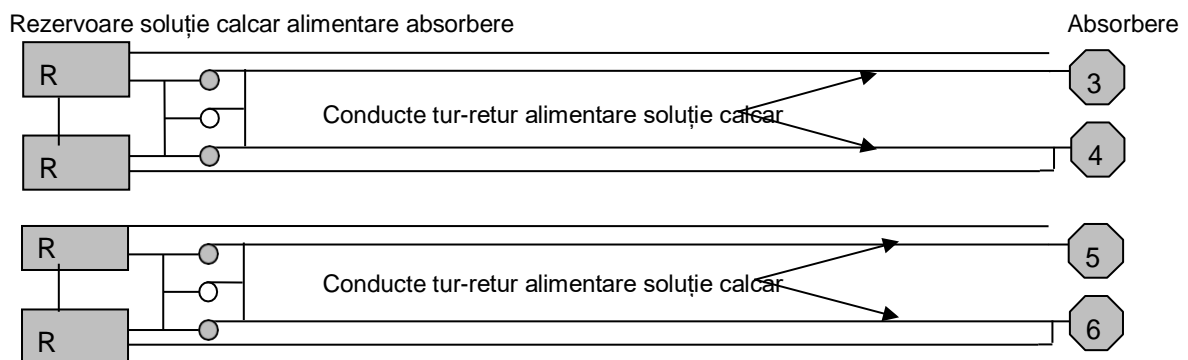 Rezervoare soluție calcar alimentare absorbere Absorbere
R
3
Conducte tur-retur alimentare soluție calcar
R
4
R
5
Conducte tur-retur alimentare soluție calcar
R
6